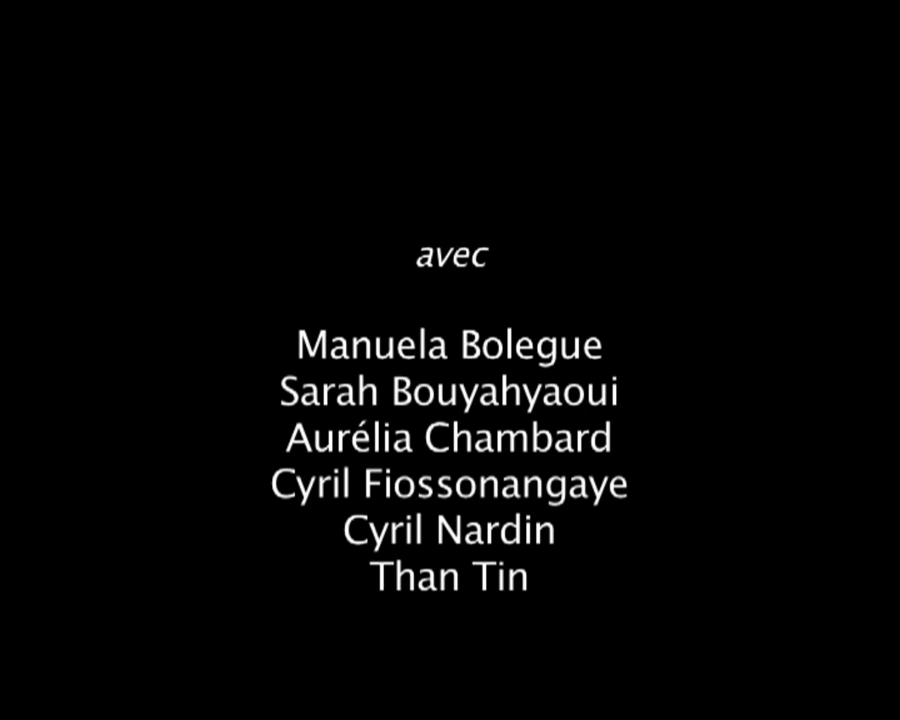 avec
Manuela Bolegue
Sarah Bouyahyaoui
Aurélia Chambard
Cyril Fiossonangaye
Cyril Nardin
Than Tin